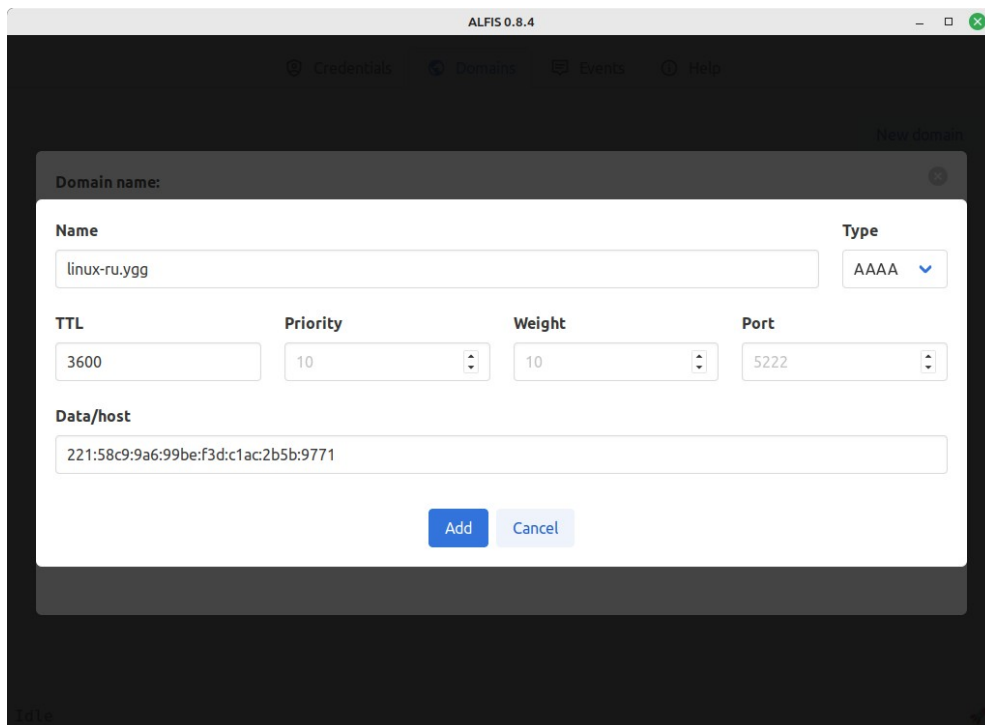 ALFIS 0.8.4
Credentials Domains Events Help
New domain
Domain name:
Name Type
linux-ru.ygg AAAA
TTL Priority Weight Port
3600 10 10 5222
Data/host
221:58c9:9a6:99be:f3d:c1ac:2b5b:9771
Add Cancel
Idle